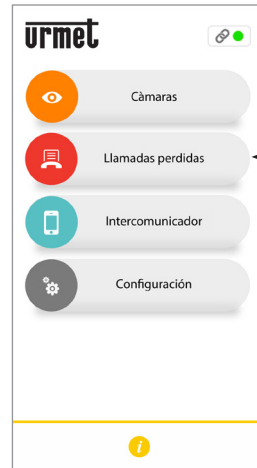 urmet
Càmaras
Llamadas perdidas
Intercomunicador
Configuración
i